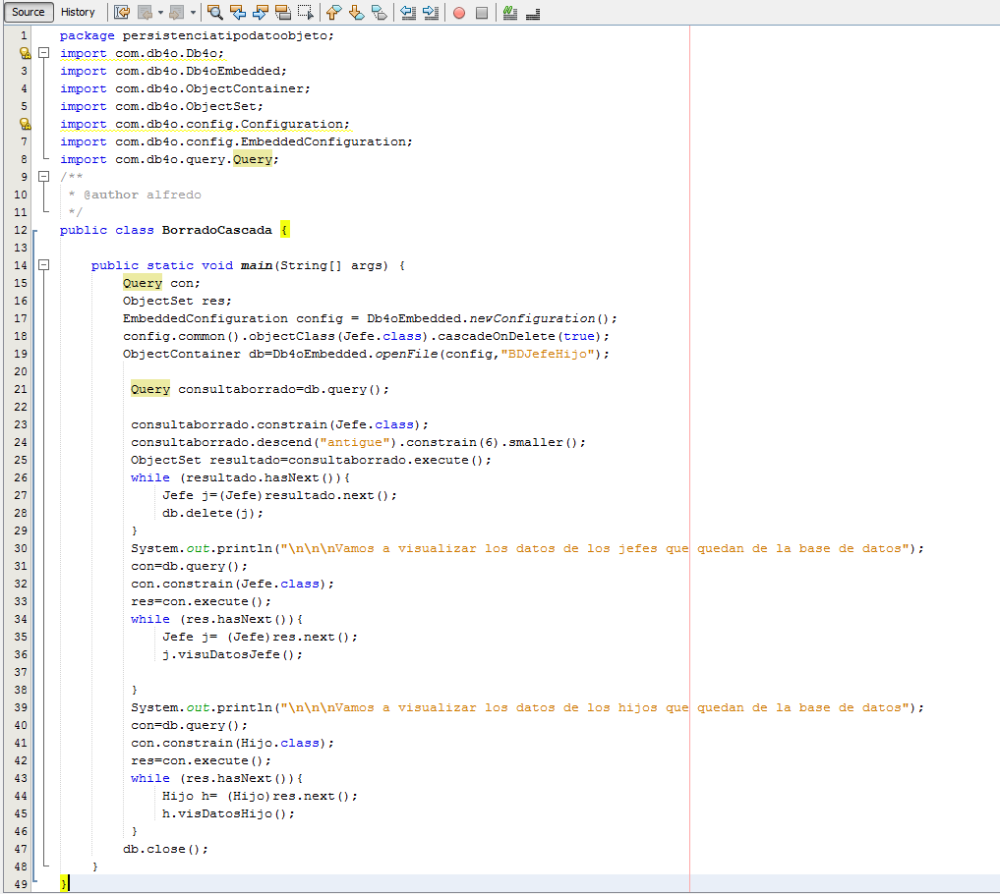 Source History
1 package persistenciatipodatoobjeto;
import com.db4o.Db4o;
3 import com.db4o.Db4oEmbedded;
4 import com.db4o.ObjectContainer;
5 import com.db4o.ObjectSet;
import com.db4o.config.Configuration;
7 import com.db4o.config.EmbeddedConfiguration;
8 import com.db4o.query.Query;
9 /**
10 * @author alfredo
11 */
12 public class BorradoCascada {
13
14 public static void main(String[] args) {
15 Query con;
16 ObjectSet res;
17 EmbeddedConfiguration config = Db4oEmbedded.newConfiguration();
18 config.common().objectClass(Jefe.class).cascadeOnDelete(true);
19 ObjectContainer db=Db4oEmbedded.openFile(config,"BDJefeHijo");
20
21 Query consultaborrado=db.query();
22
23 consultaborrado.constrain(Jefe.class);
24 consultaborrado.descend("antigue").constrain(6).smaller();
25 ObjectSet resultado=consultaborrado.execute();
26 while (resultado.hasNext()){
27 Jefe j=(Jefe)resultado.next();
28 db.delete(j);
29 }
30 System.out.println("\n\n\nVamos a visualizar los datos de los jefes que quedan de la base de datos");
31 con=db.query();
32 con.constrain(Jefe.class);
33 res=con.execute();
34 while (res.hasNext()){
35 Jefe j= (Jefe)res.next();
36 j.visuDatosJefe();
37
38 }
39 System.out.println("\n\n\nVamos a visualizar los datos de los hijos que quedan de la base de datos");
40 con=db.query();
41 con.constrain(Hijo.class);
42 res=con.execute();
43 while (res.hasNext()){
44 Hijo h= (Hijo)res.next();
45 h.visDatosHijo();
46 }
47 db.close();
48 }
49 }